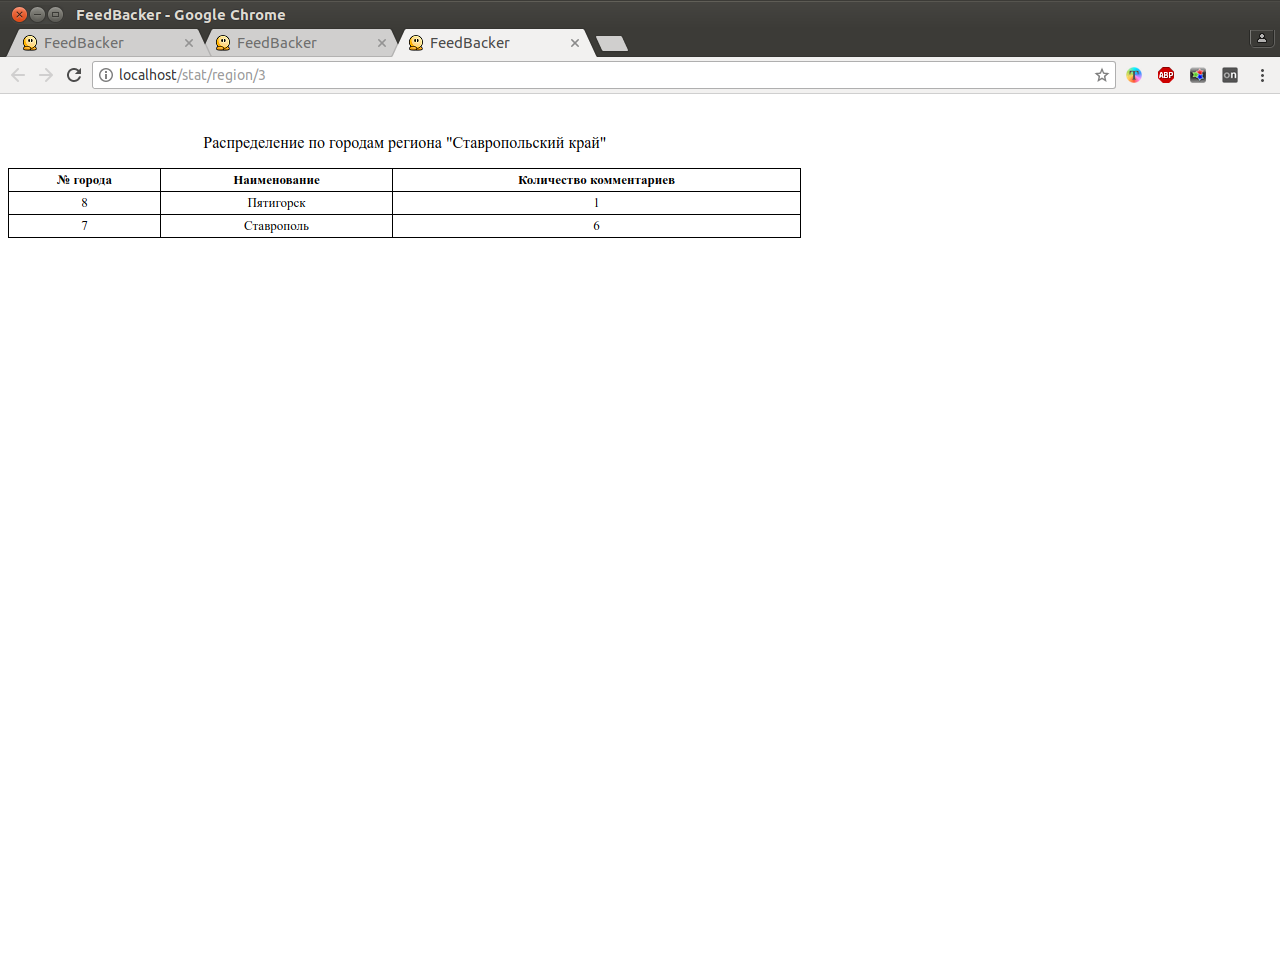 FeedBacker - Google Chrome
FeedBacker FeedBacker FeedBacker
localhost/stat/region/3
ABP
on
Распределение по городам региона "Ставропольский край"
№ города Наименование Количество комментариев
8 Пятигорск 1
7 Ставрополь 6